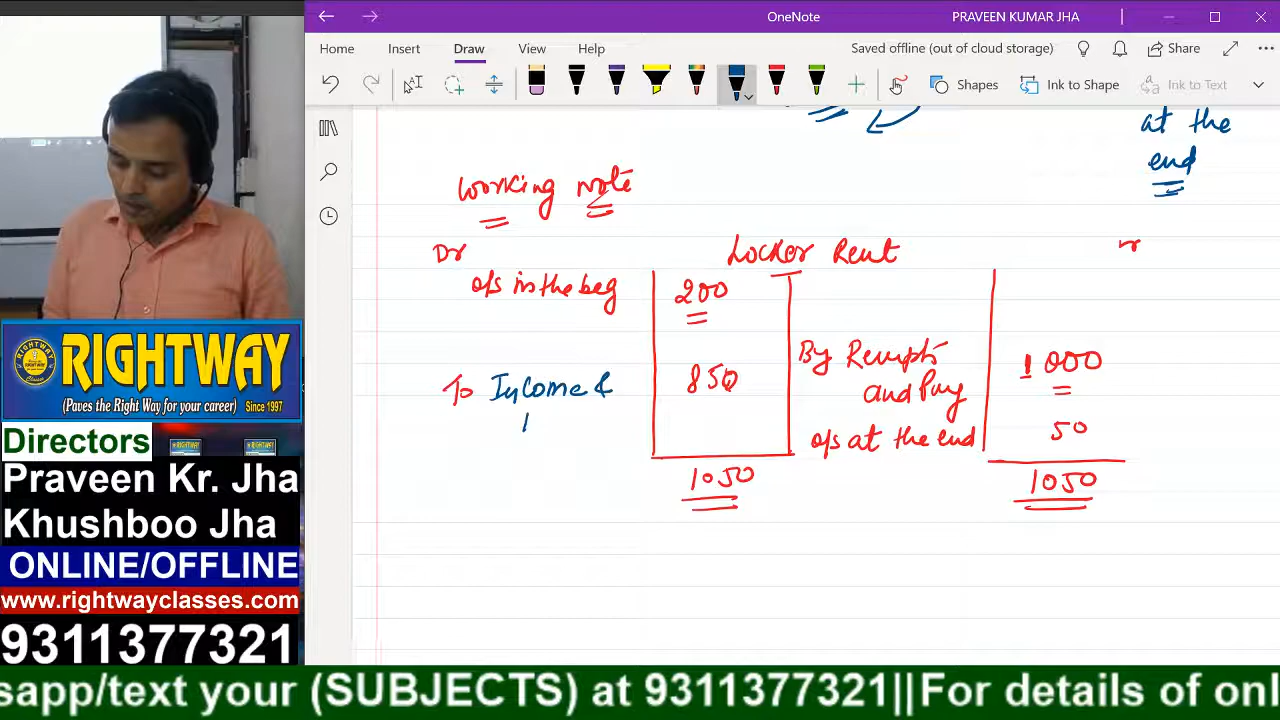 OneNote
PRAVEEN KUMAR JHA
Home Insert Draw View Help
Saved offline (out of cloud storage)
Share
Shapes
Ink to Shape
Ink to Text
at the
end
Working note
Dr Locker Rent
o/s in the beg 200
By Receipts
and Pay 1000
To Income & 850
o/s at the end 50
1050 1050
RIGHTWAY
Classes
(Paves the Right Way for your career) Since 1997
Directors
Praveen Kr. Jha
Khushboo Jha
ONLINE/OFFLINE
www.rightwayclasses.com
9311377321
sapp/text your (SUBJECTS) at 9311377321||For details of onl